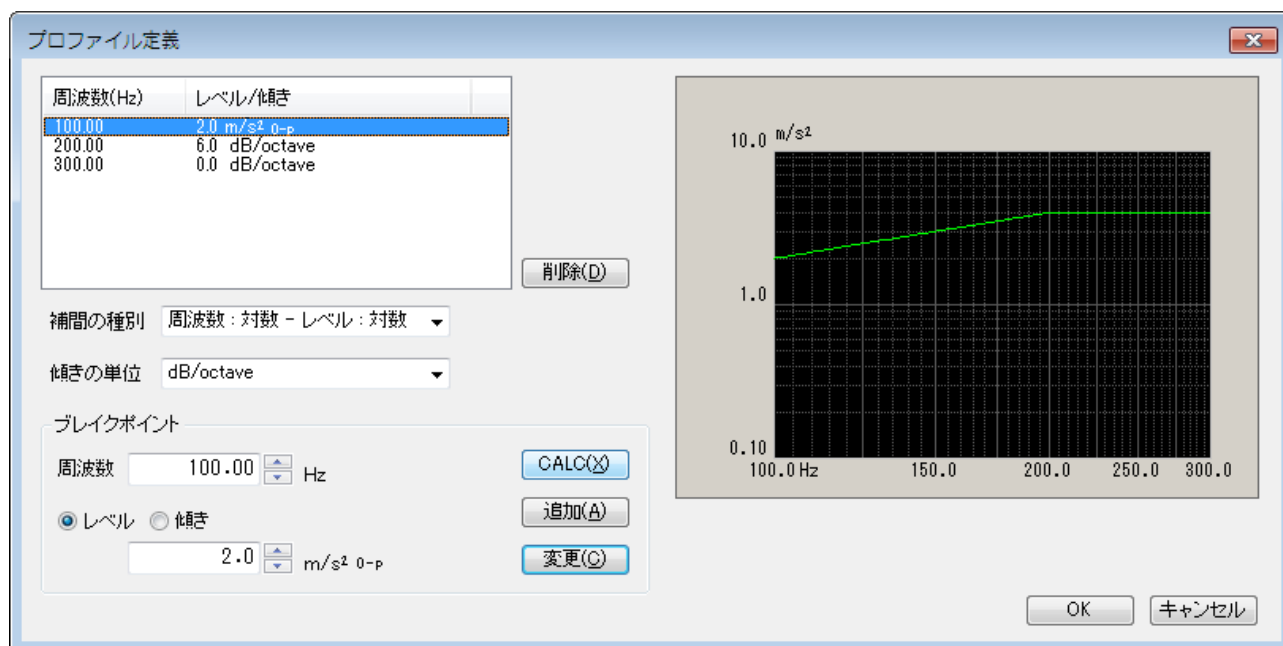 プロファイル定義
周波数(Hz) レベル/傾き
100.00 2.0 m/s² 0-p
200.00 6.0 dB/octave
300.00 0.0 dB/octave
削除(D)
補間の種別 周波数:対数 - レベル:対数
傾きの単位 dB/octave
ブレイクポイント
周波数 100.00 Hz
CALC(X)
レベル 傾き
追加(A)
2.0 m/s² 0-p
変更(C)
10.0 m/s²
1.0
0.10
100.0 Hz 150.0 200.0 250.0 300.0
OK キャンセル